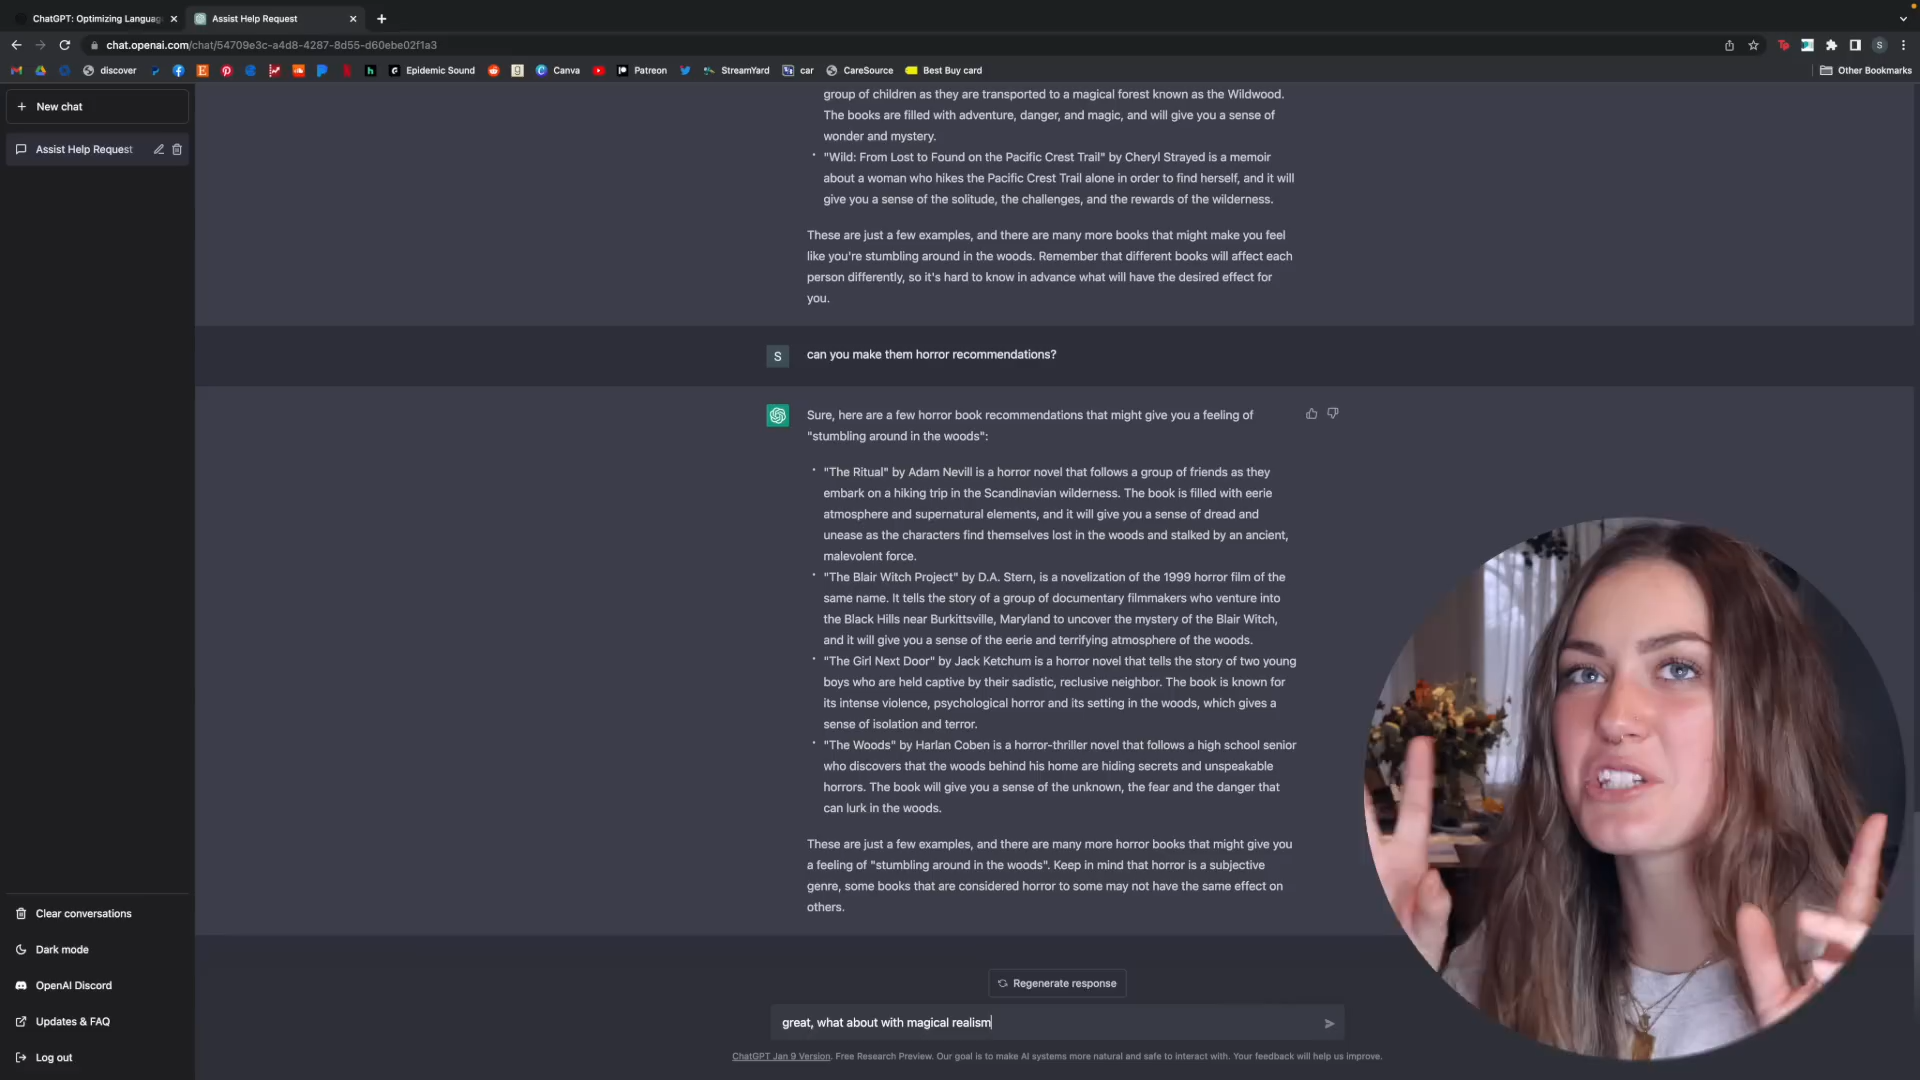 ChatGPT: Optimizing Languag
Assist Help Request
chat.openai.com/chat/54709e3c-a4d8-4287-8d55-d60ebe02f1a3
S
discover
Epidemic Sound
Canva
Patreon
StreamYard
car
CareSource
Best Buy card
Other Bookmarks
New chat
Assist Help Request
group of children as they are transported to a magical forest known as the Wildwood.
The books are filled with adventure, danger, and magic, and will give you a sense of
wonder and mystery.
• "Wild: From Lost to Found on the Pacific Crest Trail" by Cheryl Strayed is a memoir
about a woman who hikes the Pacific Crest Trail alone in order to find herself, and it will
give you a sense of the solitude, the challenges, and the rewards of the wilderness.
These are just a few examples, and there are many more books that might make you feel
like you're stumbling around in the woods. Remember that different books will affect each
person differently, so it's hard to know in advance what will have the desired effect for
you.
S
can you make them horror recommendations?
Sure, here are a few horror book recommendations that might give you a feeling of
"stumbling around in the woods":
• "The Ritual" by Adam Nevill is a horror novel that follows a group of friends as they
embark on a hiking trip in the Scandinavian wilderness. The book is filled with eerie
atmosphere and supernatural elements, and it will give you a sense of dread and
unease as the characters find themselves lost in the woods and stalked by an ancient,
malevolent force.
• "The Blair Witch Project" by D.A. Stern, is a novelization of the 1999 horror film of the
same name. It tells the story of a group of documentary filmmakers who venture into
the Black Hills near Burkittsville, Maryland to uncover the mystery of the Blair Witch,
and it will give you a sense of the eerie and terrifying atmosphere of the woods.
• "The Girl Next Door" by Jack Ketchum is a horror novel that tells the story of two young
boys who are held captive by their sadistic, reclusive neighbor. The book is known for
its intense violence, psychological horror and its setting in the woods, which gives a
sense of isolation and terror.
• "The Woods" by Harlan Coben is a horror-thriller novel that follows a high school senior
who discovers that the woods behind his home are hiding secrets and unspeakable
horrors. The book will give you a sense of the unknown, the fear and the danger that
can lurk in the woods.
These are just a few examples, and there are many more horror books that might give you
a feeling of "stumbling around in the woods". Keep in mind that horror is a subjective
genre, some books that are considered horror to some may not have the same effect on
others.
Clear conversations
Dark mode
OpenAI Discord
Updates & FAQ
Log out
Regenerate response
great, what about with magical realism
ChatGPT Jan 9 Version. Free Research Preview. Our goal is to make AI systems more natural and safe to interact with. Your feedback will help us improve.